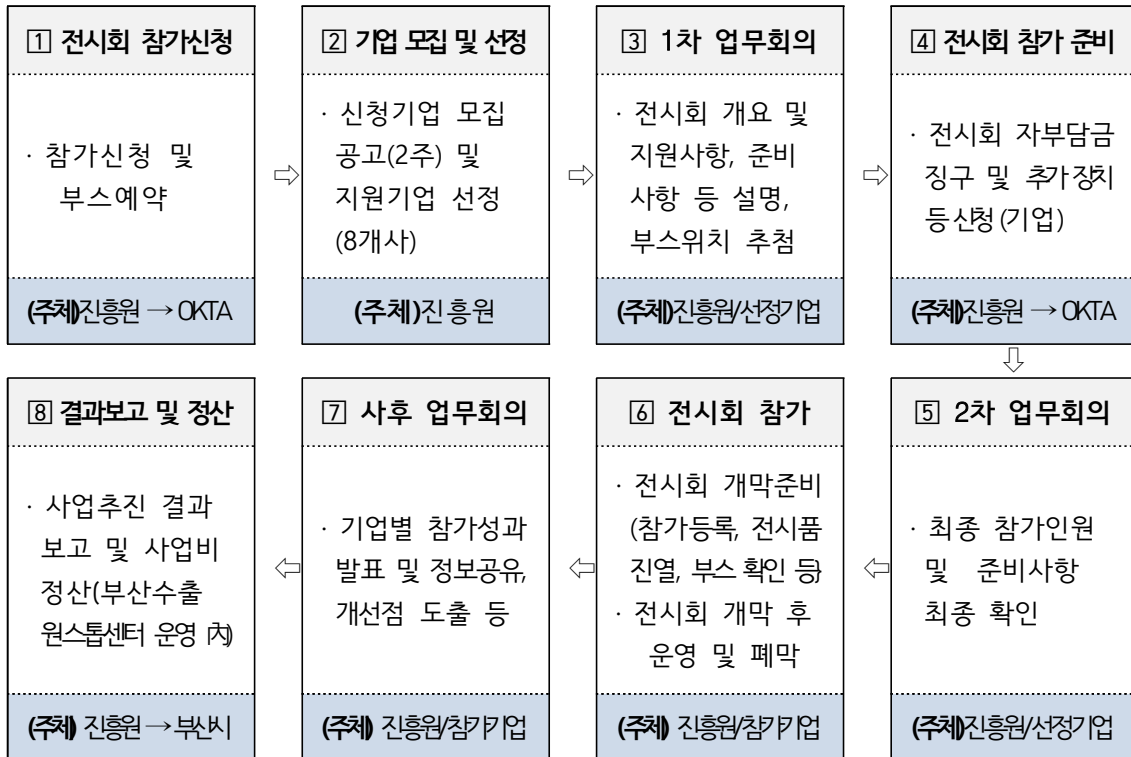 1 전시회 참가신청
· 참가신청 및
부스예약
(주체)진흥원 → OKTA
⇨
2 기업 모집 및 선정
· 신청기업 모집
공고(2주) 및
지원기업 선정
(8개사)
(주체)진흥원
⇨
3 1차 업무회의
· 전시회 개요 및
지원사항, 준비
사항 등 설명,
부스위치 추첨
(주체)진흥원/선정기업
⇨
4 전시회 참가 준비
· 전시회 자부담금
징구 및 추가장치
등 신청(기업)
(주체)진흥원 → OKTA
⇩
5 2차 업무회의
· 최종 참가인원
및 준비사항
최종 확인
(주체)진흥원/선정기업
⇦
6 전시회 참가
· 전시회 개막준비
(참가등록, 전시품
진열, 부스 확인 등)
· 전시회 개막 후
운영 및 폐막
(주체) 진흥원/참가기업
⇦
7 사후 업무회의
· 기업별 참가성과
발표 및 정보공유,
개선점 도출 등
(주체) 진흥원/참가기업
⇦
8 결과보고 및 정산
· 사업추진 결과
보고 및 사업비
정산(부산수출
원스톱센터 운영 內)
(주체) 진흥원→부산시